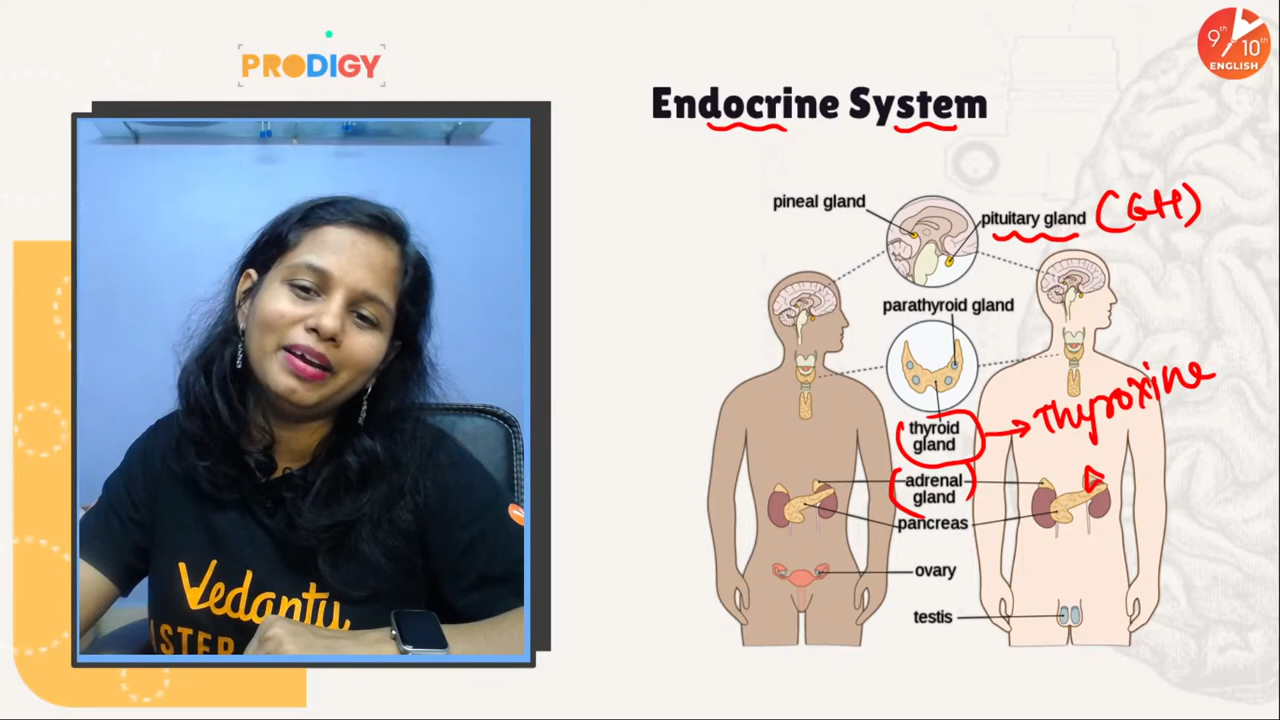 PRODIGY
9th 10th
ENGLISH
Endocrine System
pineal gland
pituitary gland (GH)
parathyroid gland
thyroid
gland
Thyroxine
adrenal
gland
pancreas
ovary
testis
Vedantu